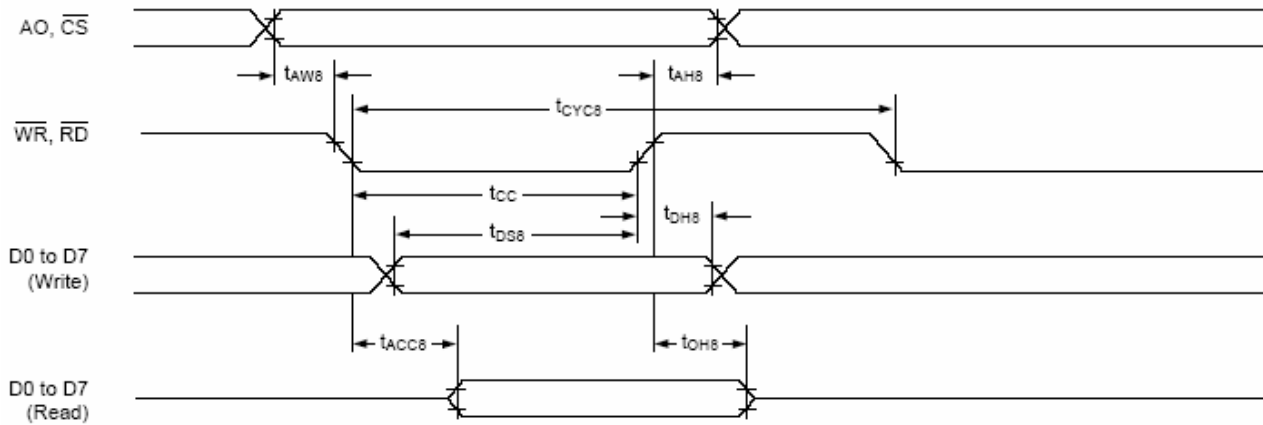 AO, CS
tAW8
tAH8
tCYC8
WR, RD
tCC
tDH8
tDS8
D0 to D7
(Write)
tACC8
tOH8
D0 to D7
(Read)